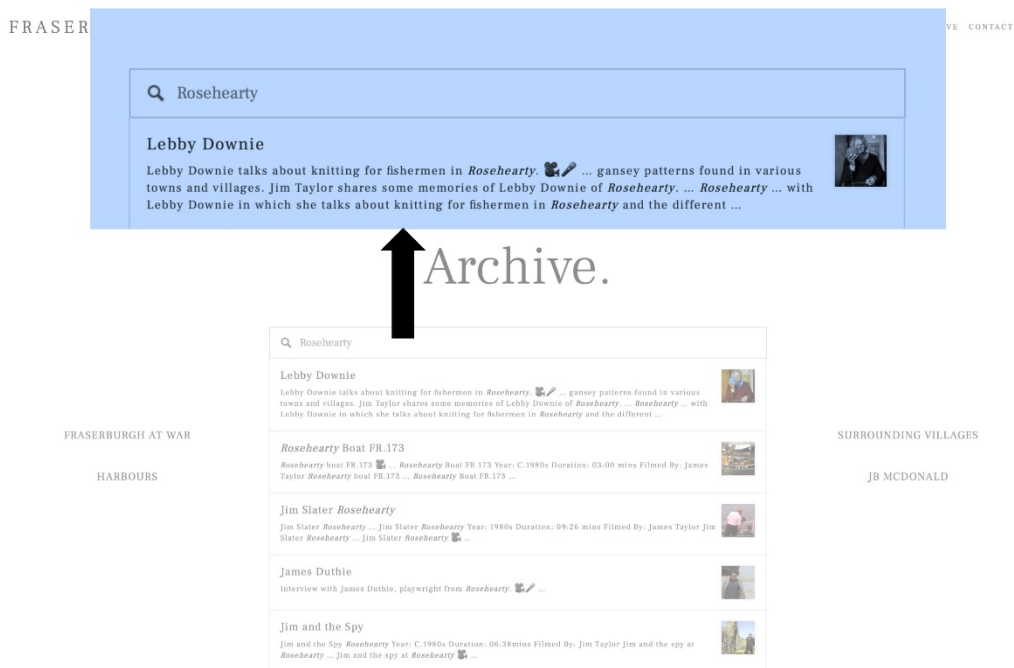 FRASER
VE CONTACT
Rosehearty
Lebby Downie
Lebby Downie talks about knitting for fishermen in Rosehearty. 🎥🎤 ... gansey patterns found in various
towns and villages. Jim Taylor shares some memories of Lebby Downie of Rosehearty. ... Rosehearty ... with
Lebby Downie in which she talks about knitting for fishermen in Rosehearty and the different ...
Archive.
Rosehearty
Lebby Downie
Lebby Downie talks about knitting for fishermen in Rosehearty. 🎥🎤 ... gansey patterns found in various
towns and villages. Jim Taylor shares some memories of Lebby Downie of Rosehearty. ... Rosehearty ... with
Lebby Downie in which she talks about knitting for fishermen in Rosehearty and the different ...
FRASERBURGH AT WAR
HARBOURS
Rosehearty Boat FR.173
Rosehearty boat FR.173 🎥 ... Rosehearty Boat FR.173 Year: C.1980s Duration: 03:00 mins Filmed By: James
Taylor Rosehearty boat FR.173 ... Rosehearty Boat FR.173 ...
Jim Slater Rosehearty
Jim Slater Rosehearty ... Jim Slater Rosehearty Year: 1980s Duration: 09:26 mins Filmed By: James Taylor Jim
Slater Rosehearty ... Jim Slater Rosehearty 🎥 ...
James Duthie
Interview with James Duthie, playwright from Rosehearty. 🎥🎤 ...
Jim and the Spy
Jim and the Spy Rosehearty Year: C.1980s Duration: 06:38mins Filmed By: Jim Taylor Jim and the spy at
Rosehearty ... Jim and the spy at Rosehearty 🎥 ...
SURROUNDING VILLAGES
JB MCDONALD